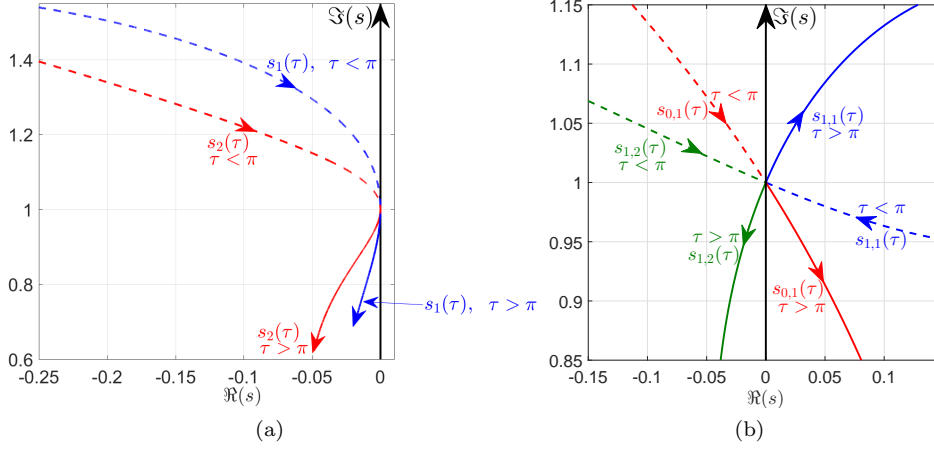 ℑ(s)
s₁(τ), τ < π
s₂(τ)
τ < π
s₂(τ)
τ > π
s₁(τ), τ > π
1.4
1.2
1
0.8
0.6
-0.25 -0.2 -0.15 -0.1 -0.05 0
ℜ(s)
(a)
ℑ(s)
τ < π
s₀,₁(τ)
s₁,₁(τ)
τ > π
s₁,₂(τ)
τ < π
τ < π
s₁,₁(τ)
τ > π
s₁,₂(τ)
s₀,₁(τ)
τ > π
1.15
1.1
1.05
1
0.95
0.9
0.85
-0.15 -0.1 -0.05 0 0.05 0.1
ℜ(s)
(b)